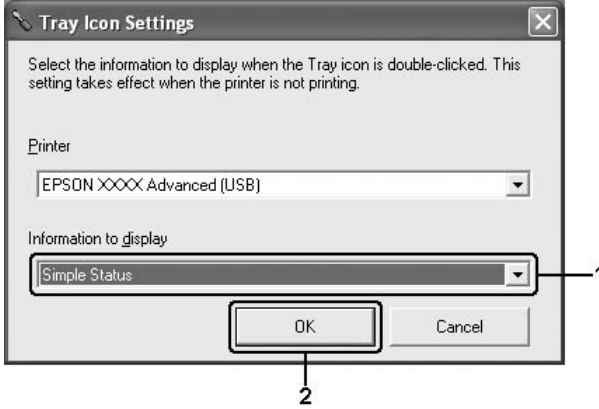 Tray Icon Settings
Select the information to display when the Tray icon is double-clicked. This
setting takes effect when the printer is not printing.
Printer
EPSON XXXX Advanced (USB)
Information to display
Simple Status
1
OK
Cancel
2